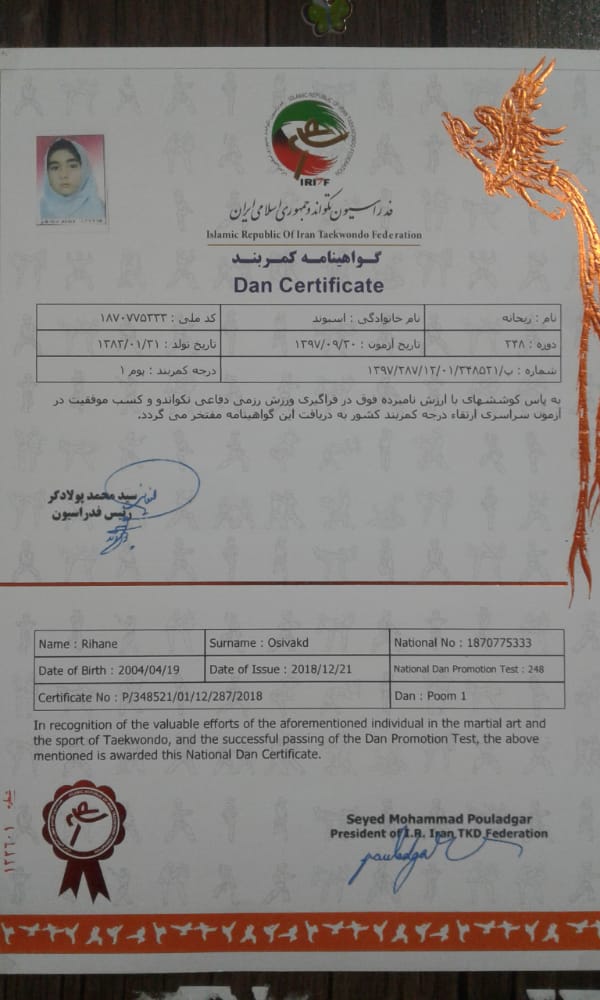 ISLAMIC REPUBLIC OF IRAN TAEKWONDO FEDERATION
IRITF
فدراسیون تکواندو جمهوری اسلامی ایران
Islamic Republic Of Iran Taekwondo Federation
گواهینامه کمربند
Dan Certificate
نام : ریحانه
نام خانوادگی : اسیوند
کد ملی : ۱۸۷۰۷۷۵۳۳۳
دوره : ۲۴۸
تاریخ آزمون : ۱۳۹۷/۰۹/۳۰
تاریخ تولد : ۱۳۸۳/۰۱/۳۱
شماره : پ/۱۳۹۷/۲۸۷/۱۲/۰۱/۳۴۸۵۲۱
درجه کمربند : پوم ۱
به پاس کوششهای با ارزش نامبرده فوق در فراگیری ورزش رزمی دفاعی تکواندو و کسب موفقیت در
آزمون سراسری ارتقاء درجه کمربند کشور به دریافت این گواهینامه مفتخر می گردد.
سید محمد پولادگر
رئیس فدراسیون
Name : Rihane
Surname : Osivakd
National No : 1870775333
Date of Birth : 2004/04/19
Date of Issue : 2018/12/21
National Dan Promotion Test : 248
Certificate No : P/348521/01/12/287/2018
Dan : Poom 1
In recognition of the valuable efforts of the aforementioned individual in the martial art and
the sport of Taekwondo, and the successful passing of the Dan Promotion Test, the above
mentioned is awarded this National Dan Certificate.
Seyed Mohammad Pouladgar
President of I.R. Iran TKD Federation
pouladgar
شماره ۱۲۲۶۰۱